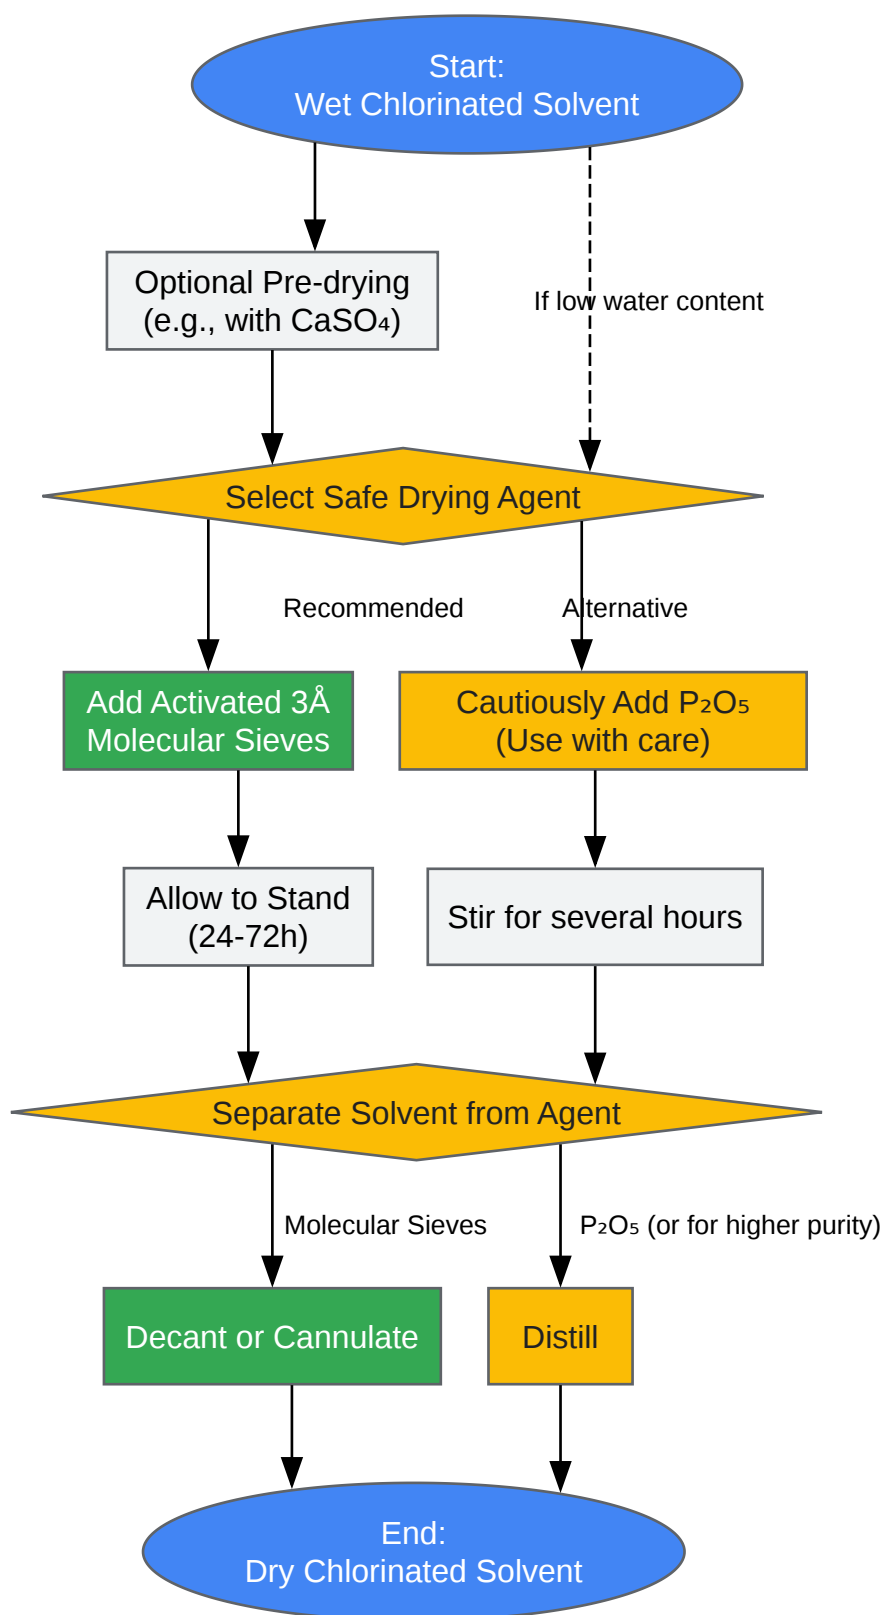 Start:
Wet Chlorinated Solvent
Optional Pre-drying
(e.g., with CaSO₄)
If low water content
Select Safe Drying Agent
Recommended
Alternative
Add Activated 3Å
Molecular Sieves
Cautiously Add P₂O₅
(Use with care)
Allow to Stand
(24-72h)
Stir for several hours
Separate Solvent from Agent
Molecular Sieves
P₂O₅ (or for higher purity)
Decant or Cannulate
Distill
End:
Dry Chlorinated Solvent